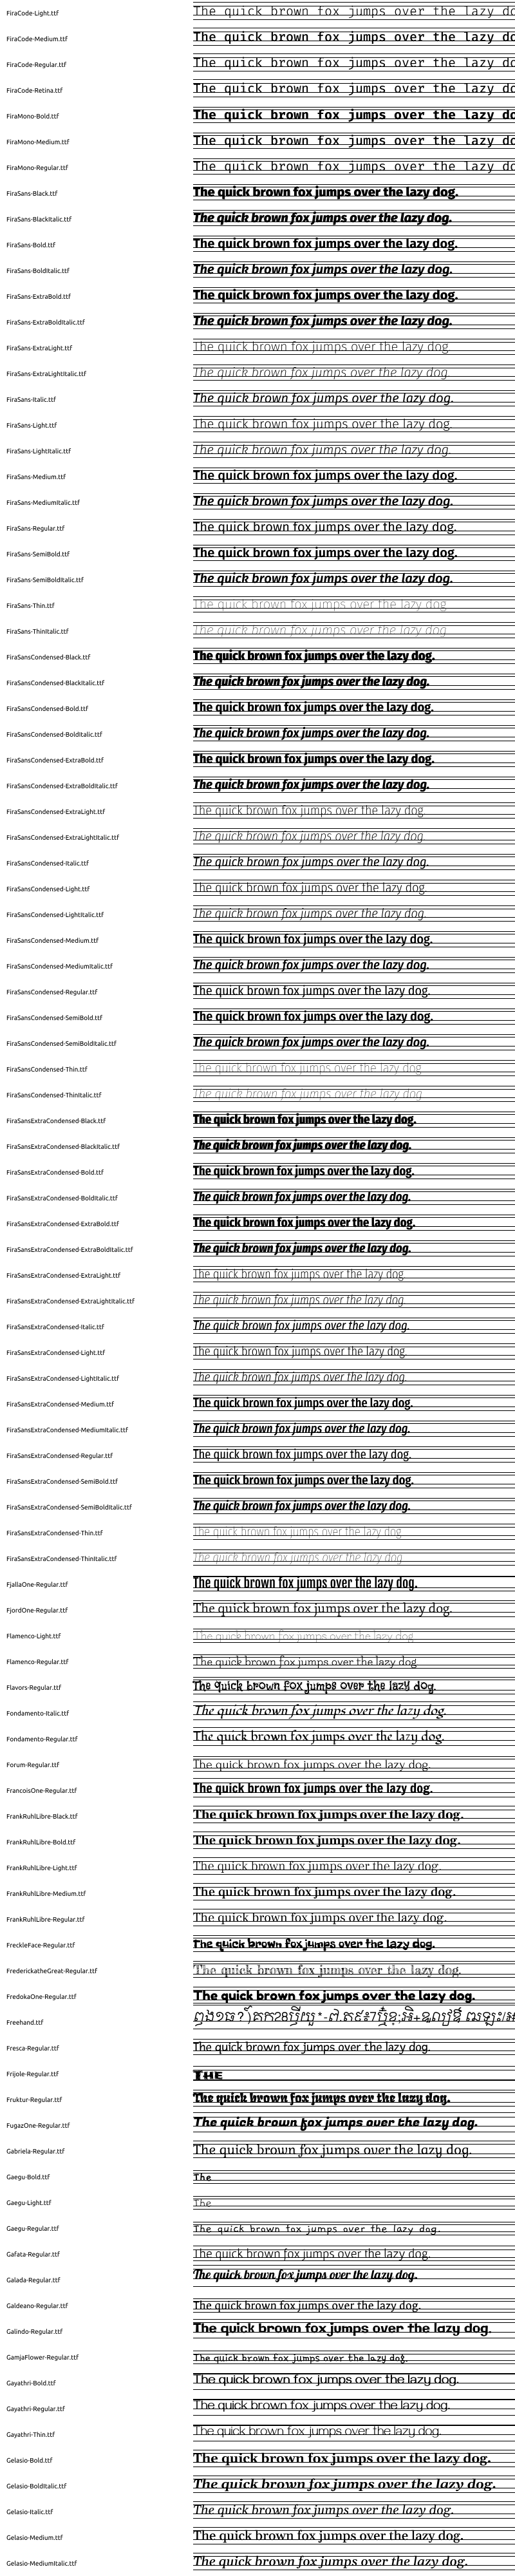 FiraCode-Light.ttf The quick brown fox jumps over the lazy do
FiraCode-Medium.ttf The quick brown fox jumps over the lazy do
FiraCode-Regular.ttf The quick brown fox jumps over the lazy do
FiraCode-Retina.ttf The quick brown fox jumps over the lazy do
FiraMono-Bold.ttf The quick brown fox jumps over the lazy do
FiraMono-Medium.ttf The quick brown fox jumps over the lazy do
FiraMono-Regular.ttf The quick brown fox jumps over the lazy do
FiraSans-Black.ttf The quick brown fox jumps over the lazy dog.
FiraSans-BlackItalic.ttf The quick brown fox jumps over the lazy dog.
FiraSans-Bold.ttf The quick brown fox jumps over the lazy dog.
FiraSans-BoldItalic.ttf The quick brown fox jumps over the lazy dog.
FiraSans-ExtraBold.ttf The quick brown fox jumps over the lazy dog.
FiraSans-ExtraBoldItalic.ttf The quick brown fox jumps over the lazy dog.
FiraSans-ExtraLight.ttf The quick brown fox jumps over the lazy dog.
FiraSans-ExtraLightItalic.ttf The quick brown fox jumps over the lazy dog.
FiraSans-Italic.ttf The quick brown fox jumps over the lazy dog.
FiraSans-Light.ttf The quick brown fox jumps over the lazy dog.
FiraSans-LightItalic.ttf The quick brown fox jumps over the lazy dog.
FiraSans-Medium.ttf The quick brown fox jumps over the lazy dog.
FiraSans-MediumItalic.ttf The quick brown fox jumps over the lazy dog.
FiraSans-Regular.ttf The quick brown fox jumps over the lazy dog.
FiraSans-SemiBold.ttf The quick brown fox jumps over the lazy dog.
FiraSans-SemiBoldItalic.ttf The quick brown fox jumps over the lazy dog.
FiraSans-Thin.ttf The quick brown fox jumps over the lazy dog.
FiraSans-ThinItalic.ttf The quick brown fox jumps over the lazy dog.
FiraSansCondensed-Black.ttf The quick brown fox jumps over the lazy dog.
FiraSansCondensed-BlackItalic.ttf The quick brown fox jumps over the lazy dog.
FiraSansCondensed-Bold.ttf The quick brown fox jumps over the lazy dog.
FiraSansCondensed-BoldItalic.ttf The quick brown fox jumps over the lazy dog.
FiraSansCondensed-ExtraBold.ttf The quick brown fox jumps over the lazy dog.
FiraSansCondensed-ExtraBoldItalic.ttf The quick brown fox jumps over the lazy dog.
FiraSansCondensed-ExtraLight.ttf The quick brown fox jumps over the lazy dog.
FiraSansCondensed-ExtraLightItalic.ttf The quick brown fox jumps over the lazy dog.
FiraSansCondensed-Italic.ttf The quick brown fox jumps over the lazy dog.
FiraSansCondensed-Light.ttf The quick brown fox jumps over the lazy dog.
FiraSansCondensed-LightItalic.ttf The quick brown fox jumps over the lazy dog.
FiraSansCondensed-Medium.ttf The quick brown fox jumps over the lazy dog.
FiraSansCondensed-MediumItalic.ttf The quick brown fox jumps over the lazy dog.
FiraSansCondensed-Regular.ttf The quick brown fox jumps over the lazy dog.
FiraSansCondensed-SemiBold.ttf The quick brown fox jumps over the lazy dog.
FiraSansCondensed-SemiBoldItalic.ttf The quick brown fox jumps over the lazy dog.
FiraSansCondensed-Thin.ttf The quick brown fox jumps over the lazy dog.
FiraSansCondensed-ThinItalic.ttf The quick brown fox jumps over the lazy dog.
FiraSansExtraCondensed-Black.ttf The quick brown fox jumps over the lazy dog.
FiraSansExtraCondensed-BlackItalic.ttf The quick brown fox jumps over the lazy dog.
FiraSansExtraCondensed-Bold.ttf The quick brown fox jumps over the lazy dog.
FiraSansExtraCondensed-BoldItalic.ttf The quick brown fox jumps over the lazy dog.
FiraSansExtraCondensed-ExtraBold.ttf The quick brown fox jumps over the lazy dog.
FiraSansExtraCondensed-ExtraBoldItalic.ttf The quick brown fox jumps over the lazy dog.
FiraSansExtraCondensed-ExtraLight.ttf The quick brown fox jumps over the lazy dog.
FiraSansExtraCondensed-ExtraLightItalic.ttf The quick brown fox jumps over the lazy dog.
FiraSansExtraCondensed-Italic.ttf The quick brown fox jumps over the lazy dog.
FiraSansExtraCondensed-Light.ttf The quick brown fox jumps over the lazy dog.
FiraSansExtraCondensed-LightItalic.ttf The quick brown fox jumps over the lazy dog.
FiraSansExtraCondensed-Medium.ttf The quick brown fox jumps over the lazy dog.
FiraSansExtraCondensed-MediumItalic.ttf The quick brown fox jumps over the lazy dog.
FiraSansExtraCondensed-Regular.ttf The quick brown fox jumps over the lazy dog.
FiraSansExtraCondensed-SemiBold.ttf The quick brown fox jumps over the lazy dog.
FiraSansExtraCondensed-SemiBoldItalic.ttf The quick brown fox jumps over the lazy dog.
FiraSansExtraCondensed-Thin.ttf The quick brown fox jumps over the lazy dog.
FiraSansExtraCondensed-ThinItalic.ttf The quick brown fox jumps over the lazy dog.
FjallaOne-Regular.ttf The quick brown fox jumps over the lazy dog.
FjordOne-Regular.ttf The quick brown fox jumps over the lazy dog.
Flamenco-Light.ttf The quick brown fox jumps over the lazy dog.
Flamenco-Regular.ttf The quick brown fox jumps over the lazy dog.
Flavors-Regular.ttf The quick brown fox jumps over the lazy dog.
Fondamento-Italic.ttf The quick brown fox jumps over the lazy dog.
Fondamento-Regular.ttf The quick brown fox jumps over the lazy dog.
Forum-Regular.ttf The quick brown fox jumps over the lazy dog.
FrancoisOne-Regular.ttf The quick brown fox jumps over the lazy dog.
FrankRuhlLibre-Black.ttf The quick brown fox jumps over the lazy dog.
FrankRuhlLibre-Bold.ttf The quick brown fox jumps over the lazy dog.
FrankRuhlLibre-Light.ttf The quick brown fox jumps over the lazy dog.
FrankRuhlLibre-Medium.ttf The quick brown fox jumps over the lazy dog.
FrankRuhlLibre-Regular.ttf The quick brown fox jumps over the lazy dog.
FreckleFace-Regular.ttf The quick brown fox jumps over the lazy dog.
FrederickatheGreat-Regular.ttf The quick brown fox jumps over the lazy dog.
FredokaOne-Regular.ttf The quick brown fox jumps over the lazy dog.
Freehand.ttf
Fresca-Regular.ttf The quick brown fox jumps over the lazy dog.
Frijole-Regular.ttf The
Fruktur-Regular.ttf The quick brown fox jumps over the lazy dog.
FugazOne-Regular.ttf The quick brown fox jumps over the lazy dog.
Gabriela-Regular.ttf The quick brown fox jumps over the lazy dog.
Gaegu-Bold.ttf The
Gaegu-Light.ttf The
Gaegu-Regular.ttf The quick brown fox jumps over the lazy dog.
Gafata-Regular.ttf The quick brown fox jumps over the lazy dog.
Galada-Regular.ttf The quick brown fox jumps over the lazy dog.
Galdeano-Regular.ttf The quick brown fox jumps over the lazy dog.
Galindo-Regular.ttf The quick brown fox jumps over the lazy dog.
GamjaFlower-Regular.ttf The quick brown fox jumps over the lazy dog.
Gayathri-Bold.ttf The quick brown fox jumps over the lazy dog.
Gayathri-Regular.ttf The quick brown fox jumps over the lazy dog.
Gayathri-Thin.ttf The quick brown fox jumps over the lazy dog.
Gelasio-Bold.ttf The quick brown fox jumps over the lazy dog.
Gelasio-BoldItalic.ttf The quick brown fox jumps over the lazy dog.
Gelasio-Italic.ttf The quick brown fox jumps over the lazy dog.
Gelasio-Medium.ttf The quick brown fox jumps over the lazy dog.
Gelasio-MediumItalic.ttf The quick brown fox jumps over the lazy dog.